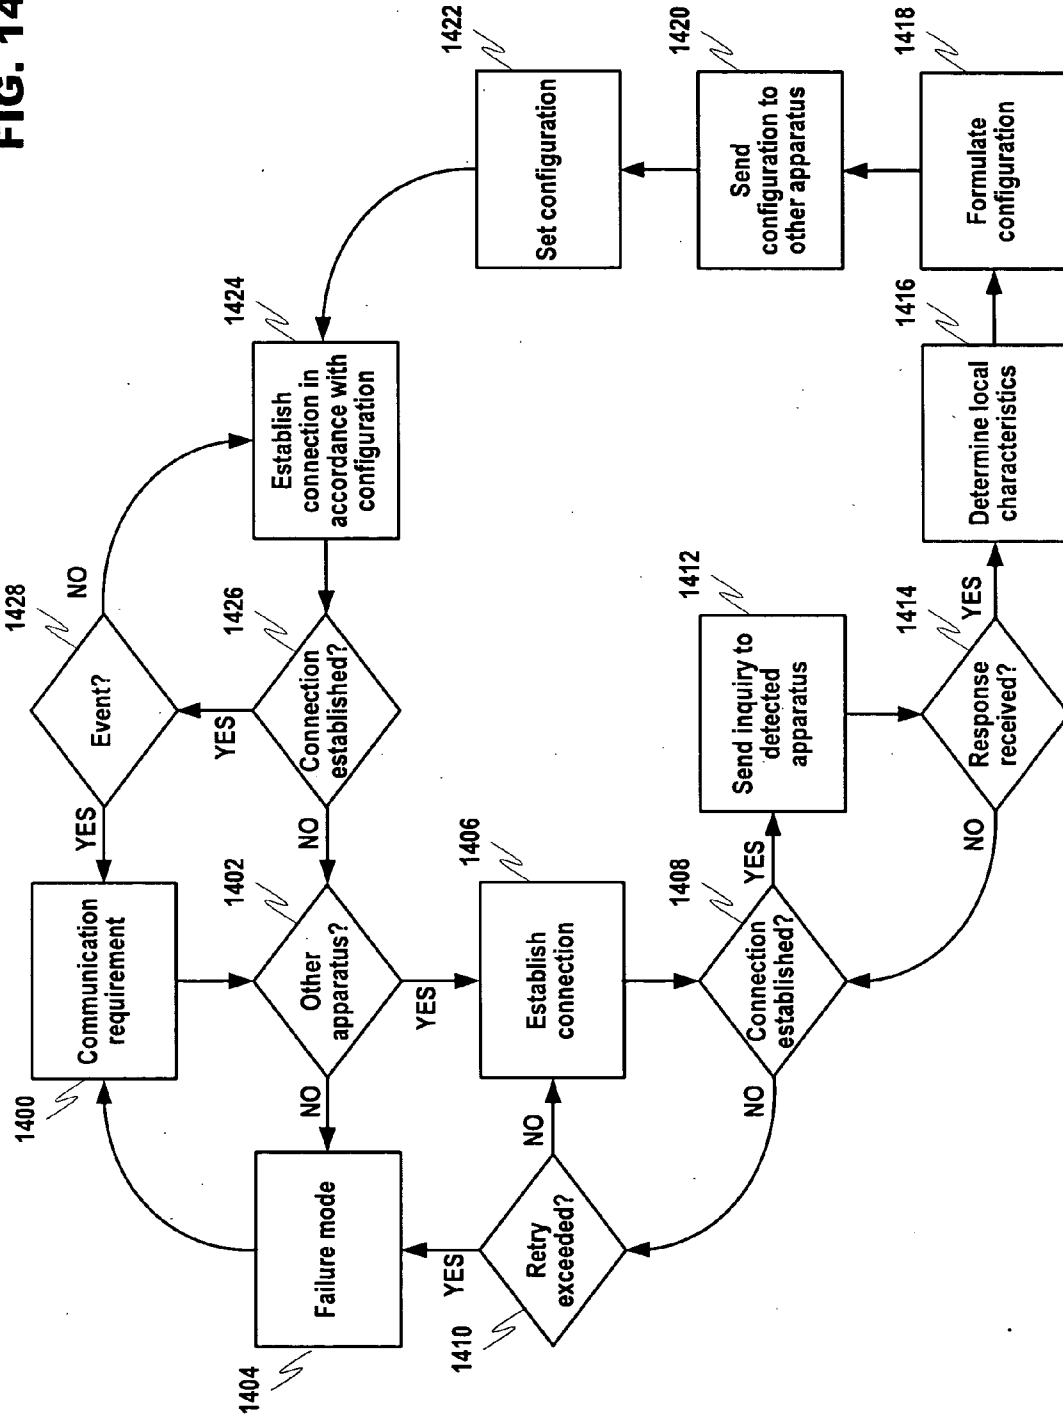 FIG. 14
1400
Communication
requirement
1402
Other
apparatus?
NO
YES
1404
Failure mode
1406
Establish
connection
1408
Connection
established?
NO
YES
1410
Retry
exceeded?
NO
YES
1412
Send inquiry to
detected
apparatus
1414
Response
received?
NO
YES
1416
Determine local
characteristics
1418
Formulate
configuration
1420
Send
configuration to
other apparatus
1422
Set configuration
1424
Establish
connection in
accordance with
configuration
1426
Connection
established?
NO
YES
1428
Event?
NO
YES